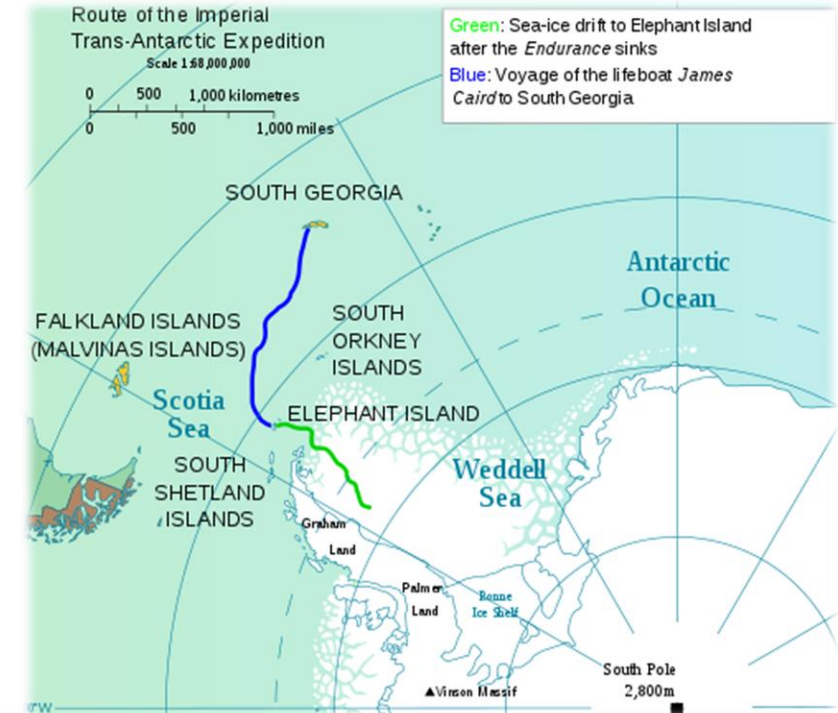 Route of the Imperial
Trans-Antarctic Expedition
Scale 1:68,000,000
0 500 1,000 kilometres
0 500 1,000 miles
Green: Sea-ice drift to Elephant Island
after the Endurance sinks
Blue: Voyage of the lifeboat James
Caird to South Georgia
SOUTH GEORGIA
Antarctic
Ocean
FALKLAND ISLANDS
(MALVINAS ISLANDS)
SOUTH
ORKNEY
ISLANDS
Scotia
Sea
ELEPHANT ISLAND
SOUTH
SHETLAND
ISLANDS
Weddell
Sea
Graham
Land
Palmer
Land
Ronne
Ice Shelf
South Pole
2,800m
▲Vinson Massif
0°W